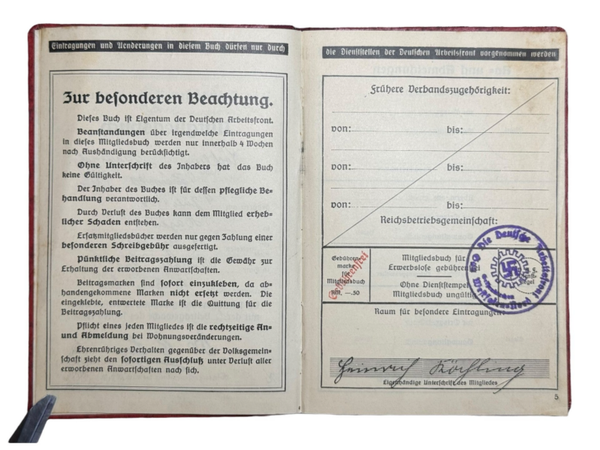 Eintragungen und Aenderungen in diesem Buch dürfen nur durch
Zur besonderen Beachtung.
Dieses Buch ist Eigentum der Deutschen Arbeitsfront.
Beanstandungen über irgendwelche Eintragungen
in dieses Mitgliedsbuch werden nur innerhalb 4 Wochen
nach Aushändigung berücksichtigt.
Ohne Unterschrift des Inhabers hat das Buch
keine Gültigkeit.
Der Inhaber des Buches ist für dessen pflegliche Be-
handlung verantwortlich.
Durch Verlust des Buches kann dem Mitglied erheb-
licher Schaden entstehen.
Ersatzmitgliedsbücher werden nur gegen Zahlung einer
besonderen Schreibgebühr ausgefertigt.
Pünktliche Beitragszahlung ist die Gewähr zur
Erhaltung der erworbenen Anwartschaften.
Beitragsmarken sind sofort einzukleben, da ab-
handengekommene Marken nicht ersetzt werden. Die
eingeklebte, entwertete Marke ist die Quittung für die
Beitragszahlung.
Pflicht eines jeden Mitgliedes ist die rechtzeitige An-
und Abmeldung bei Wohnungsveränderungen.
Ehrenrühriges Verhalten gegenüber der Volksgemein-
schaft zieht den sofortigen Ausschluß unter Verlust aller
erworbenen Anwartschaften nach sich.
die Dienststellen der Deutschen Arbeitsfront vorgenommen werden
Frühere Verbandszugehörigkeit:
von: bis:
von: bis:
von: bis:
Reichsbetriebsgemeinschaft:
Gebühren-
marke
für
Mitgliedsbuch
RM. —.50
Gebührenfrei
Mitgliedsbuch für
Erwerbslose gebühren
Ohne Dienststempel
Mitgliedsbuch ungültig
Die Deutsche Arbeitsfront
Raum für besondere Eintragungen
Heinrich Köchling
Eigenhändige Unterschrift des Mitgliedes
5